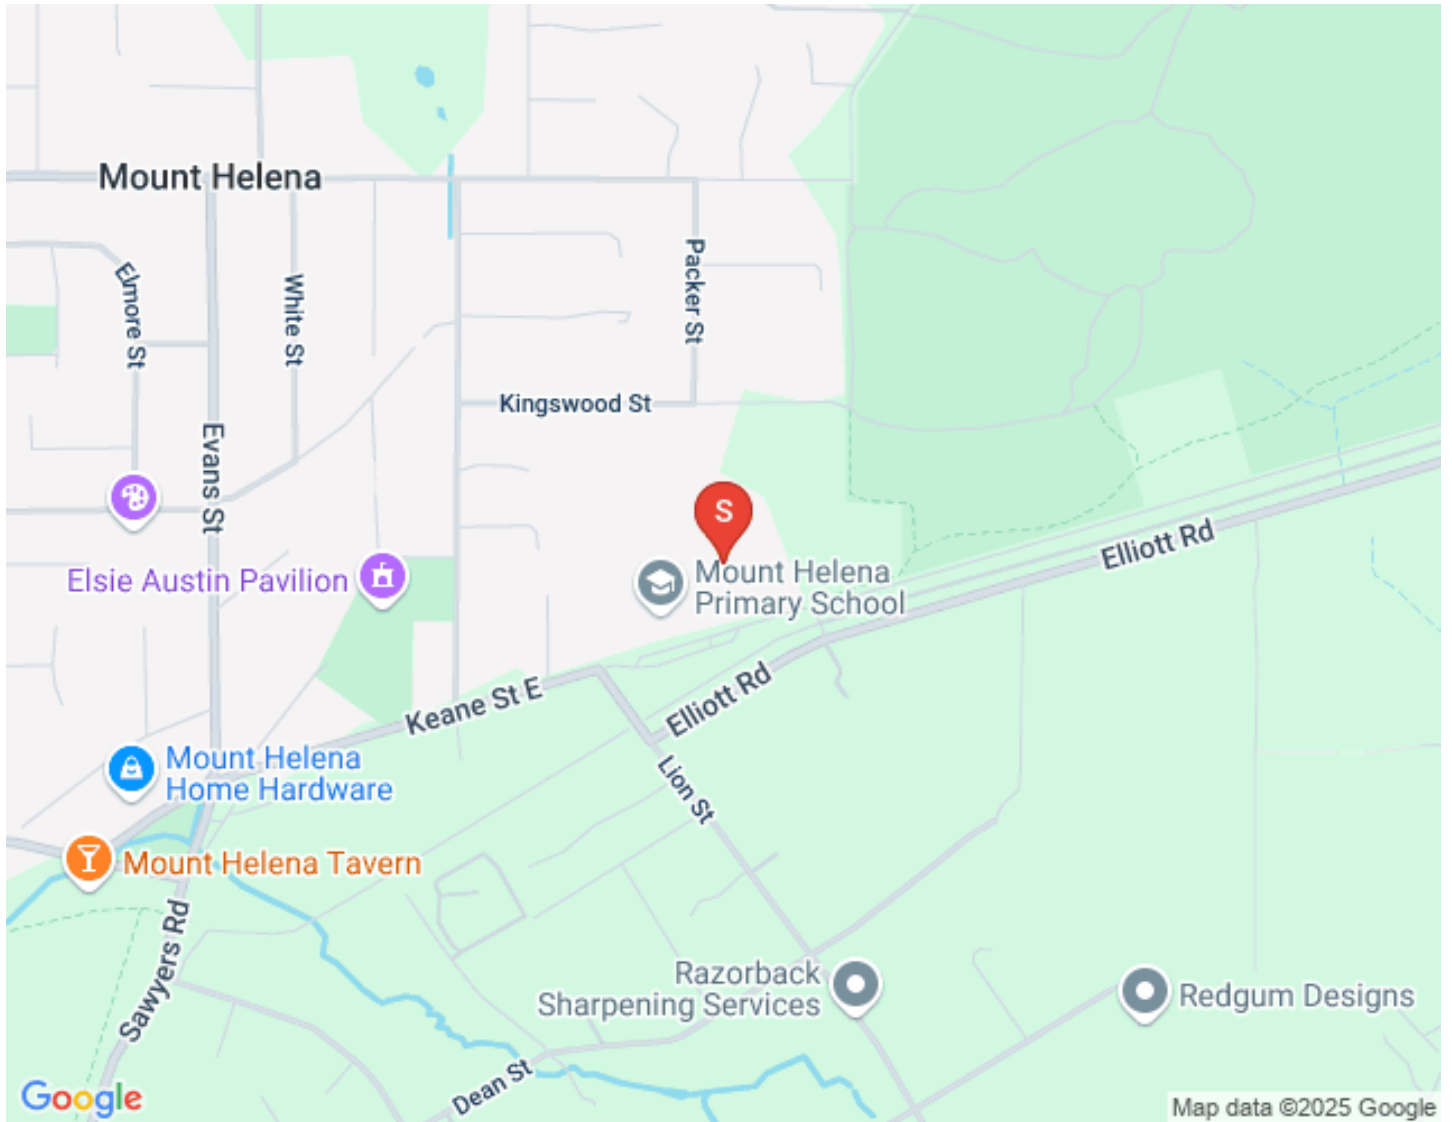 Mount Helena
Elmore St
White St
Packer St
Kingswood St
Evans St
S
Elsie Austin Pavilion
Mount Helena
Primary School
Elliott Rd
Keane St E
Elliott Rd
Mount Helena
Home Hardware
Lion St
Mount Helena Tavern
Sawyers Rd
Razorback
Sharpening Services
Redgum Designs
Dean St
Google
Map data ©2025 Google